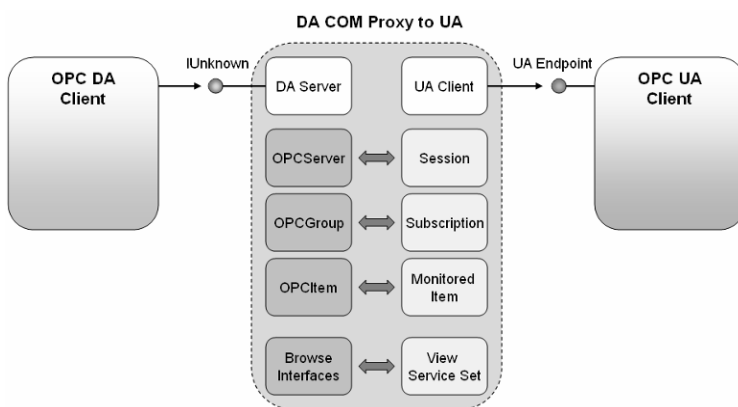 DA COM Proxy to UA
OPC DA
Client
IUnknown
DA Server
UA Client
UA Endpoint
OPC UA
Client
OPCServer
Session
OPCGroup
Subscription
OPCItem
Monitored
Item
Browse
Interfaces
View
Service Set